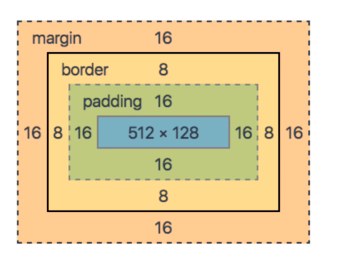 margin 16
border 8
padding 16
16 8 16 512 × 128 16 8 16
16
8
16